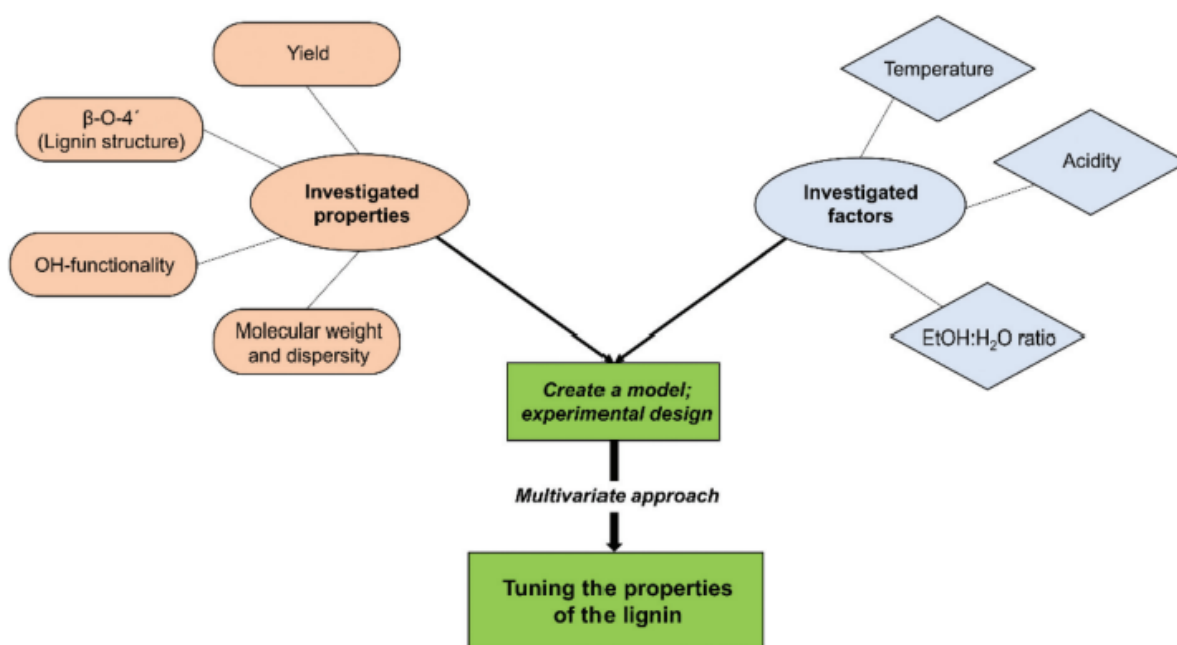 Yield
β-O-4´
(Lignin structure)
Investigated
properties
OH-functionality
Molecular weight
and dispersity
Temperature
Acidity
Investigated
factors
EtOH:H₂O ratio
Create a model;
experimental design
Multivariate approach
Tuning the properties
of the lignin